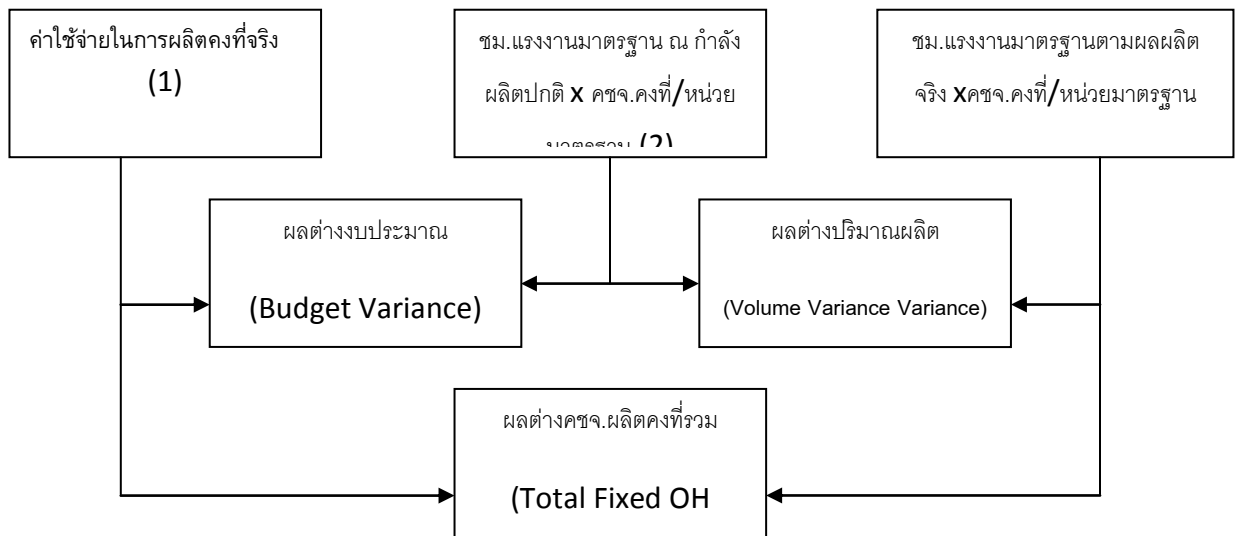 ค่าใช้จ่ายในการผลิตคงที่จริง
(1)
ชม.แรงงานมาตรฐาน ณ กำลัง
ผลิตปกติ x คชจ.คงที่/หน่วย
มาตรฐาน (2)
ชม.แรงงานมาตรฐานตามผลผลิต
จริง xคชจ.คงที่/หน่วยมาตรฐาน
ผลต่างงบประมาณ
(Budget Variance)
ผลต่างปริมาณผลิต
(Volume Variance Variance)
ผลต่างคชจ.ผลิตคงที่รวม
(Total Fixed OH